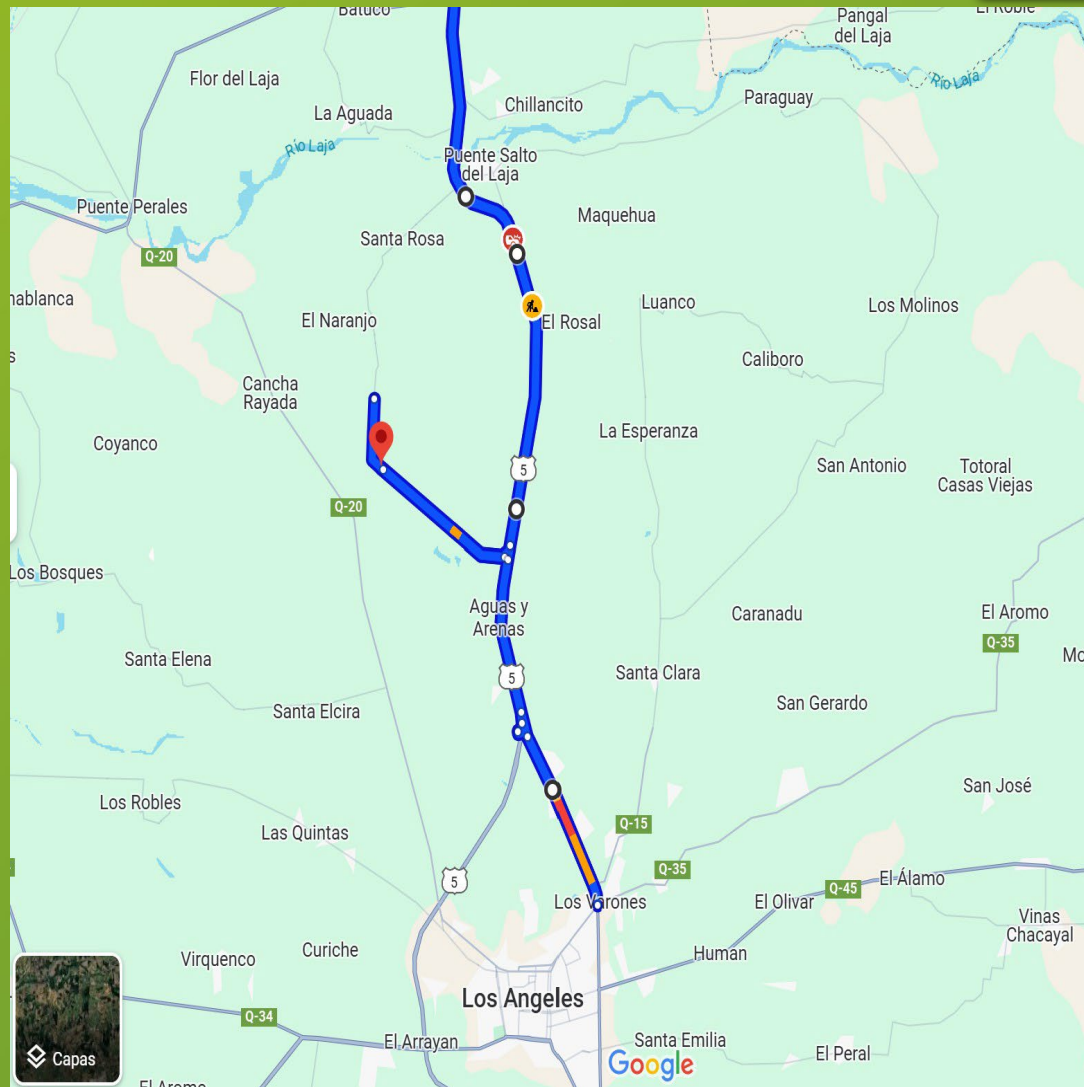 Batuco
Pangal
del Laja
El Roble
Flor del Laja
Río Laja
Chillancito
Paraguay
La Aguada
Río Laja
Puente Salto
del Laja
Puente Perales
Maquehua
Santa Rosa
Q-20
nablanca
Luanco
Los Molinos
El Naranjo
El Rosal
s
Caliboro
Cancha
Rayada
Coyanco
La Esperanza
San Antonio
Totoral
Casas Viejas
5
Q-20
Los Bosques
Aguas y
Arenas
Caranadu
El Aromo
Q-35
Mo
Santa Elena
Santa Clara
5
San Gerardo
Santa Elcira
San José
Los Robles
Las Quintas
Q-15
Q-35
5
El Álamo
Q-45
Los Varones
El Olivar
Vinas
Chacayal
Curiche
Human
Virquenco
Los Angeles
Q-34
El Arrayan
Santa Emilia
El Peral
Capas
Google
El Aromo